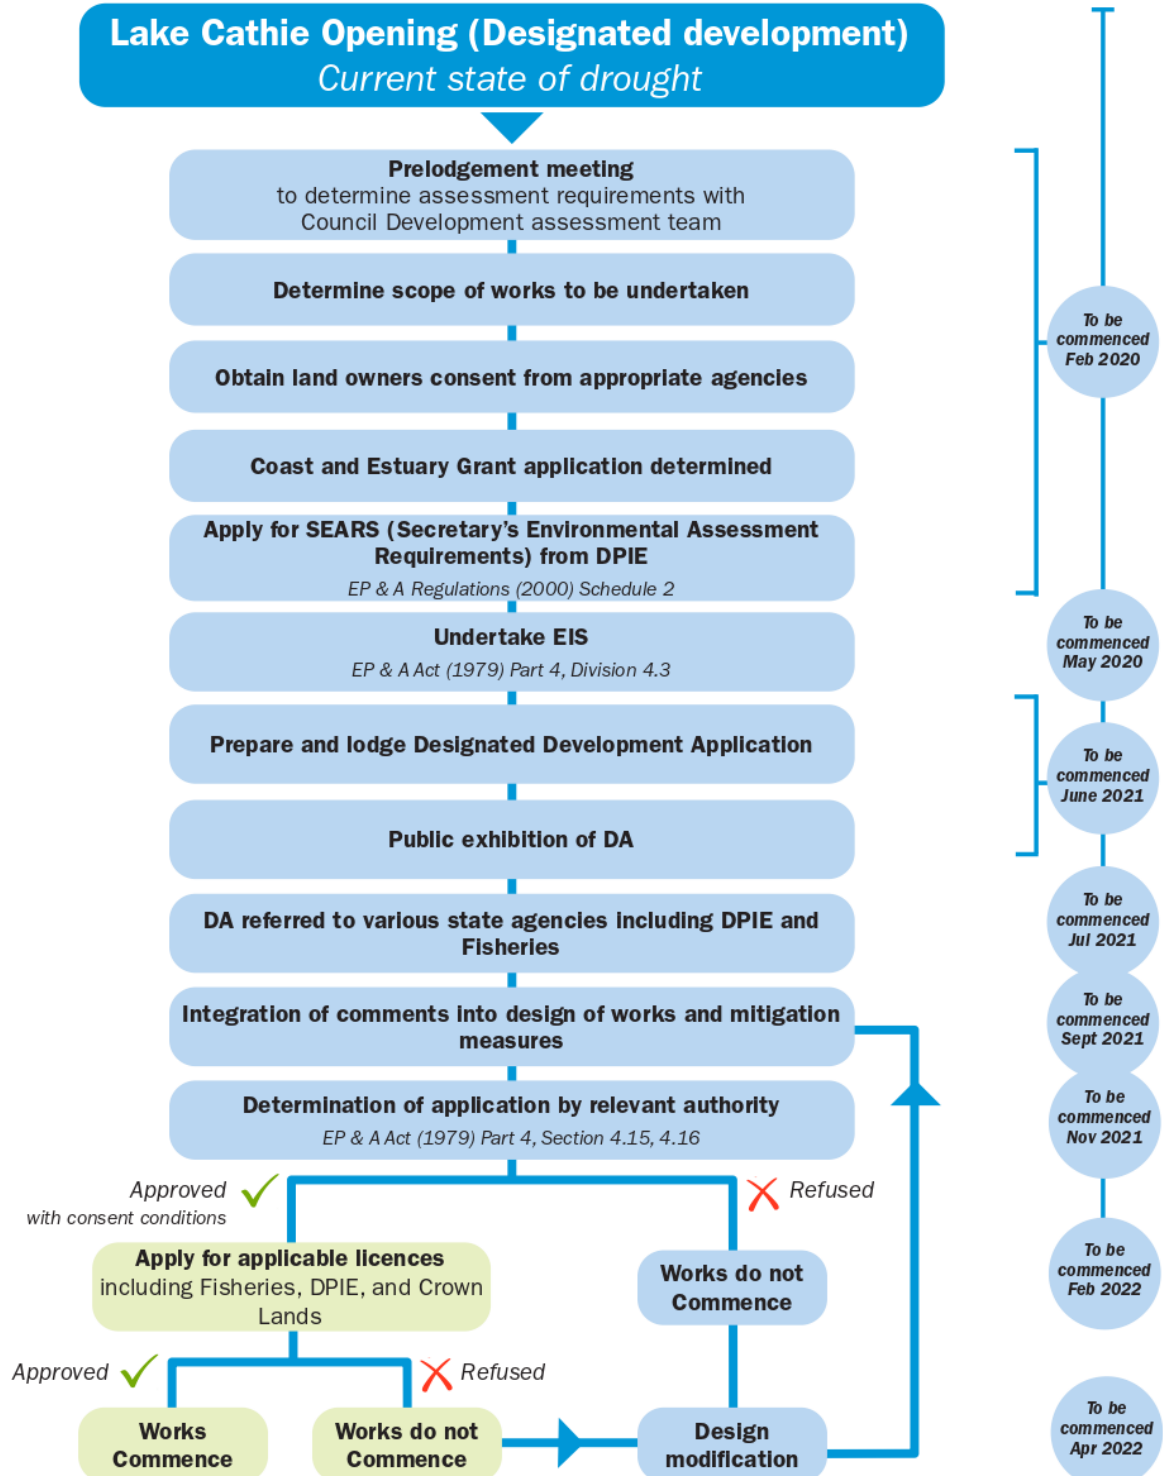 Lake Cathie Opening (Designated development)
Current state of drought
Prelodgement meeting
to determine assessment requirements with
Council Development assessment team
Determine scope of works to be undertaken
To be
commenced
Feb 2020
Obtain land owners consent from appropriate agencies
Coast and Estuary Grant application determined
Apply for SEARS (Secretary's Environmental Assessment
Requirements) from DPIE
EP & A Regulations (2000) Schedule 2
Undertake EIS
EP & A Act (1979) Part 4, Division 4.3
To be
commenced
May 2020
Prepare and lodge Designated Development Application
To be
commenced
June 2021
Public exhibition of DA
DA referred to various state agencies including DPIE and
Fisheries
To be
commenced
Jul 2021
Integration of comments into design of works and mitigation
measures
To be
commenced
Sept 2021
Determination of application by relevant authority
EP & A Act (1979) Part 4, Section 4.15, 4.16
To be
commenced
Nov 2021
Approved
with consent conditions
Refused
Apply for applicable licences
including Fisheries, DPIE, and Crown
Lands
Works do not
Commence
To be
commenced
Feb 2022
Approved
Refused
Works
Commence
Works do not
Commence
Design
modification
To be
commenced
Apr 2022